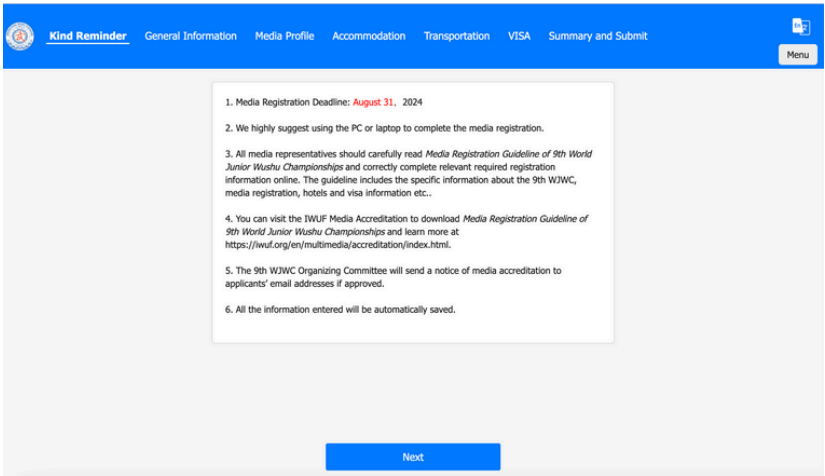 Kind Reminder General Information Media Profile Accommodation Transportation VISA Summary and Submit
Menu
1. Media Registration Deadline: August 31, 2024
2. We highly suggest using the PC or laptop to complete the media registration.
3. All media representatives should carefully read Media Registration Guideline of 9th World
Junior Wushu Championships and correctly complete relevant required registration
information online. The guideline includes the specific information about the 9th WJWC,
media registration, hotels and visa information etc..
4. You can visit the IWUF Media Accreditation to download Media Registration Guideline of
9th World Junior Wushu Championships and learn more at
https://iwuf.org/en/multimedia/accreditation/index.html.
5. The 9th WJWC Organizing Committee will send a notice of media accreditation to
applicants' email addresses if approved.
6. All the information entered will be automatically saved.
Next